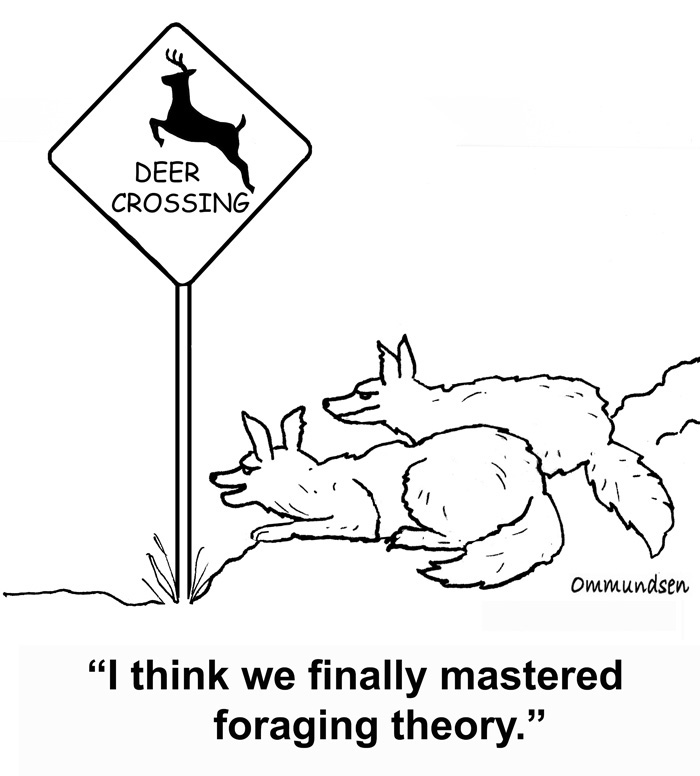 DEER
CROSSING
Ommundsen
“I think we finally mastered
foraging theory.”